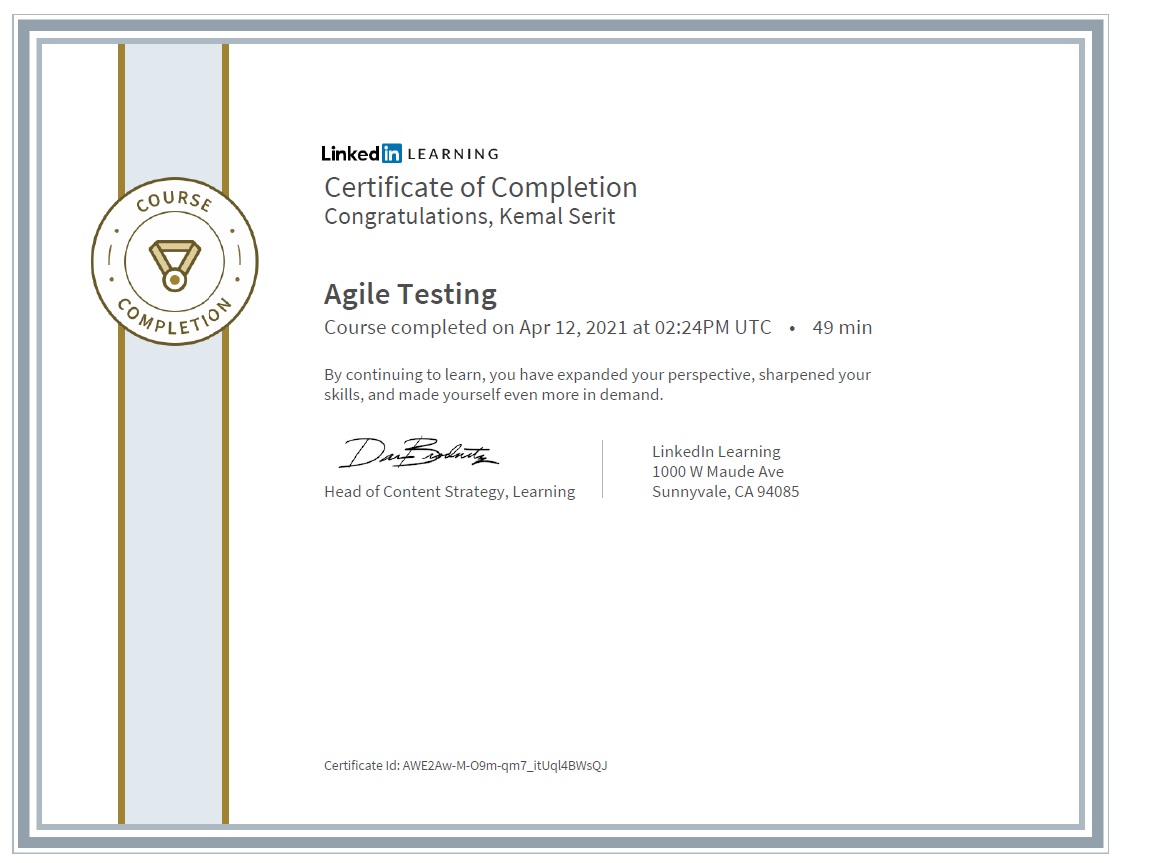 COURSE
COMPLETION
Linked in LEARNING
Certificate of Completion
Congratulations, Kemal Serit
Agile Testing
Course completed on Apr 12, 2021 at 02:24PM UTC • 49 min
By continuing to learn, you have expanded your perspective, sharpened your
skills, and made yourself even more in demand.
Head of Content Strategy, Learning
LinkedIn Learning
1000 W Maude Ave
Sunnyvale, CA 94085
Certificate Id: AWE2Aw-M-O9m-qm7_itUql4BWsQJ